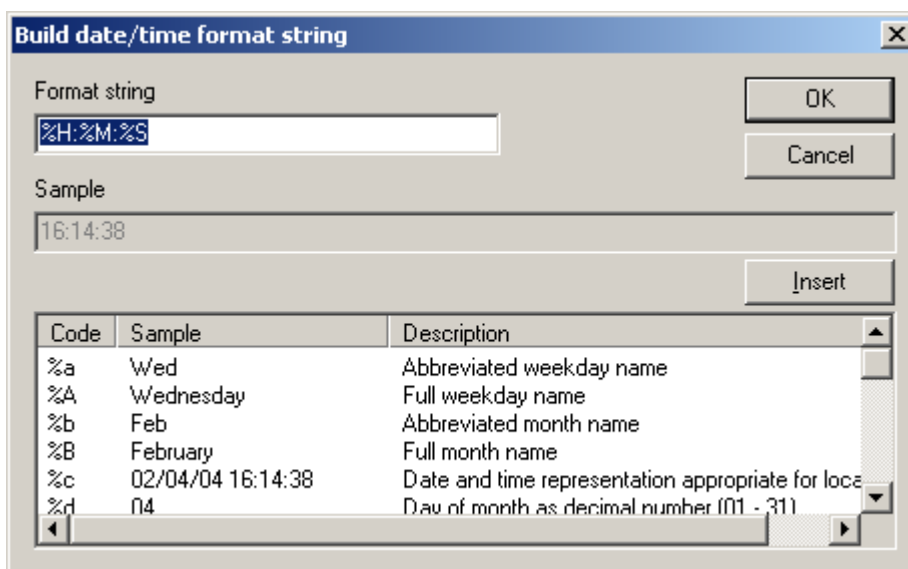 Build date/time format string
Format string
OK
%H:%M:%S
Cancel
Sample
16:14:38
Insert
Code Sample Description
%a Wed Abbreviated weekday name
%A Wednesday Full weekday name
%b Feb Abbreviated month name
%B February Full month name
%c 02/04/04 16:14:38 Date and time representation appropriate for loca
%d 04 Day of month as decimal number (01 - 31)